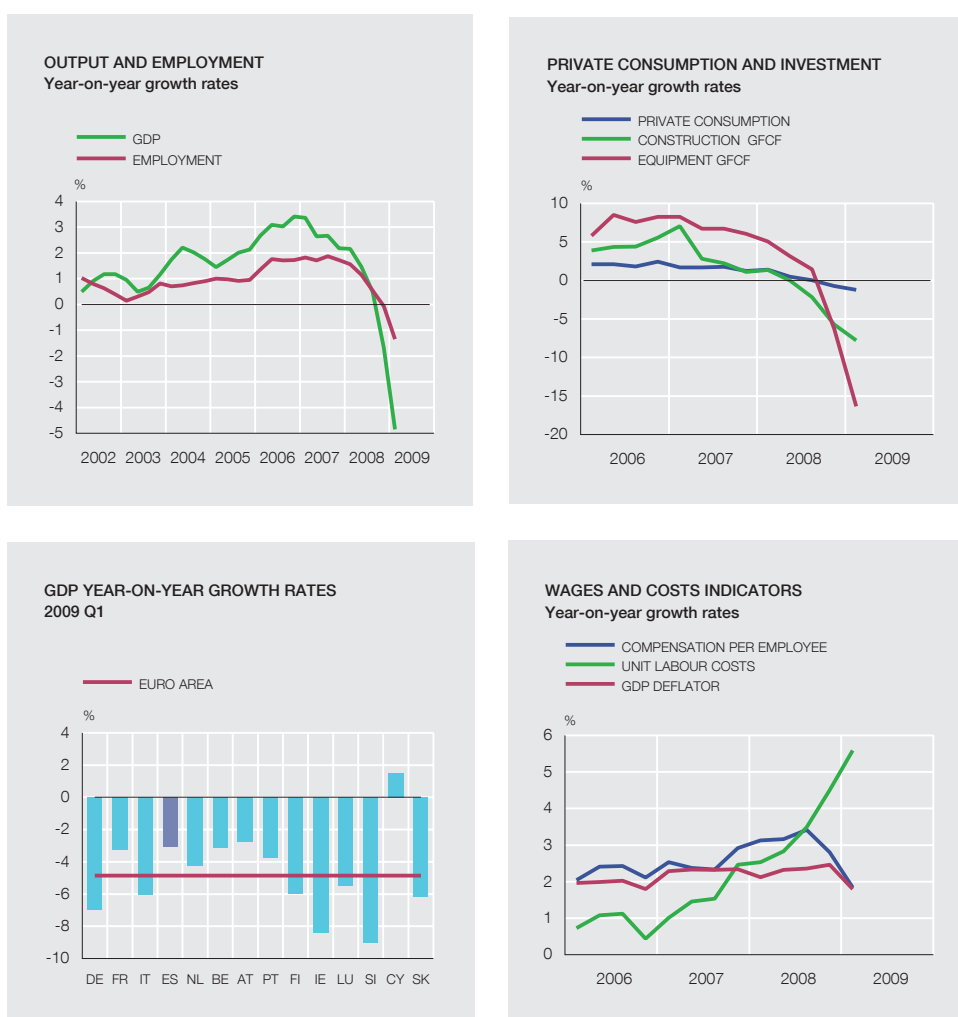 OUTPUT AND EMPLOYMENT
Year-on-year growth rates
GDP
EMPLOYMENT
%
4
3
2
1
0
-1
-2
-3
-4
-5
2002 2003 2004 2005 2006 2007 2008 2009
PRIVATE CONSUMPTION AND INVESTMENT
Year-on-year growth rates
PRIVATE CONSUMPTION
CONSTRUCTION GFCF
EQUIPMENT GFCF
%
10
5
0
-5
-10
-15
-20
2006 2007 2008 2009
GDP YEAR-ON-YEAR GROWTH RATES
2009 Q1
EURO AREA
%
4
2
0
-2
-4
-6
-8
-10
DE FR IT ES NL BE AT PT FI IE LU SI CY SK
WAGES AND COSTS INDICATORS
Year-on-year growth rates
COMPENSATION PER EMPLOYEE
UNIT LABOUR COSTS
GDP DEFLATOR
%
6
5
4
3
2
1
0
2006 2007 2008 2009